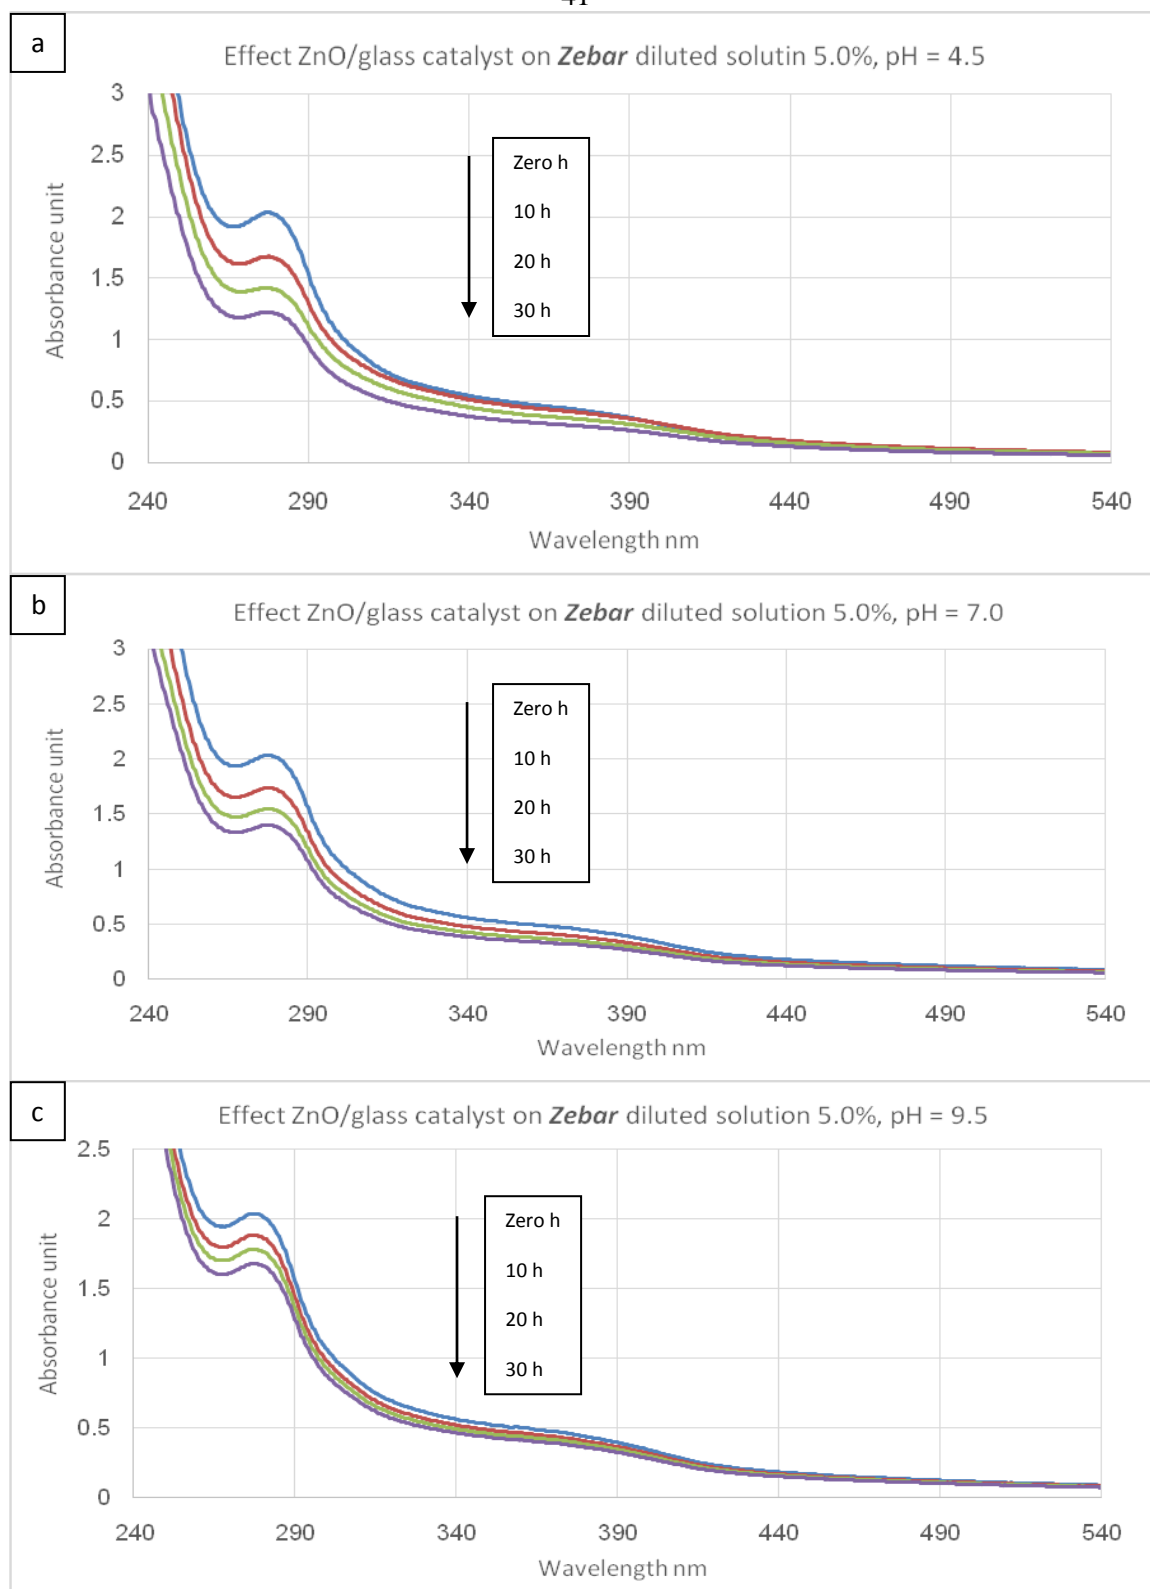 41
a
Effect ZnO/glass catalyst on Zebar diluted solutin 5.0%, pH = 4.5
3
2.5
2
1.5
1
0.5
0
Absorbance unit
Zero h
10 h
20 h
30 h
240 290 340 390 440 490 540
Wavelength nm
b
Effect ZnO/glass catalyst on Zebar diluted solution 5.0%, pH = 7.0
3
2.5
2
1.5
1
0.5
0
Absorbance unit
Zero h
10 h
20 h
30 h
240 290 340 390 440 490 540
Wavelength nm
c
Effect ZnO/glass catalyst on Zebar diluted solution 5.0%, pH = 9.5
2.5
2
1.5
1
0.5
0
Absorbance unit
Zero h
10 h
20 h
30 h
240 290 340 390 440 490 540
Wavelength nm